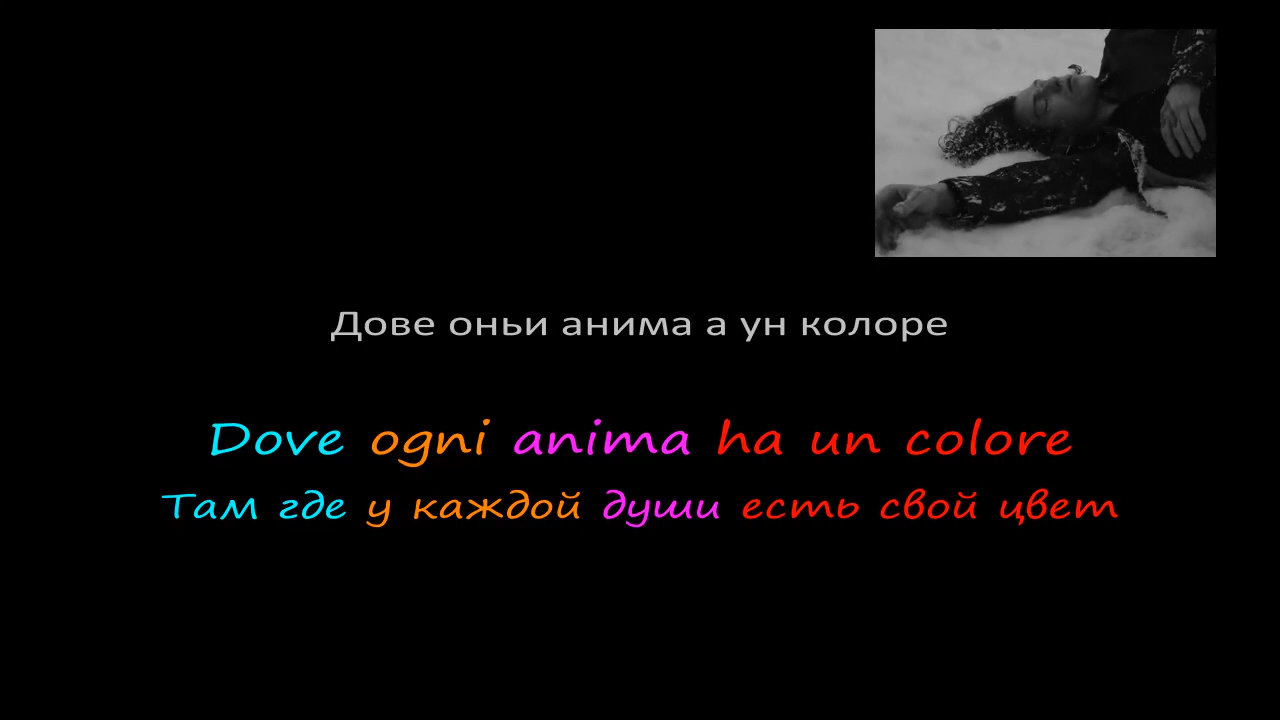 Дове оньи анима а ун колоре
Dove ogni anima ha un colore
Там где у каждой души есть свой цвет